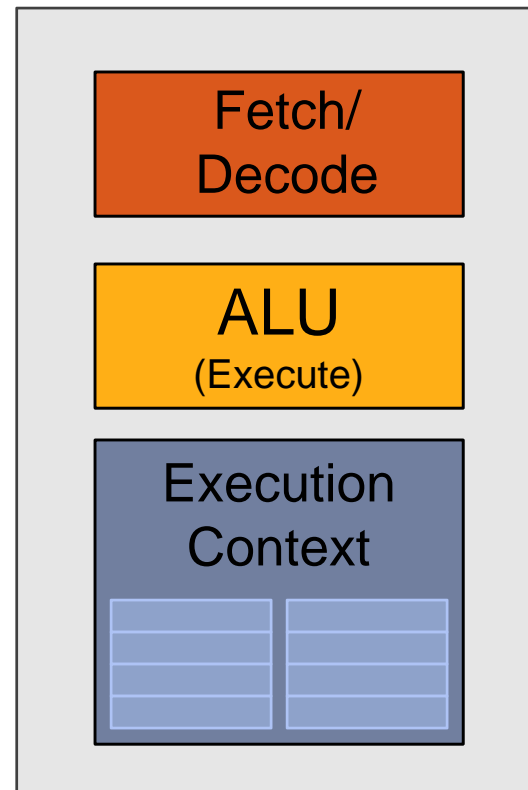 Fetch/
Decode
ALU
(Execute)
Execution
Context